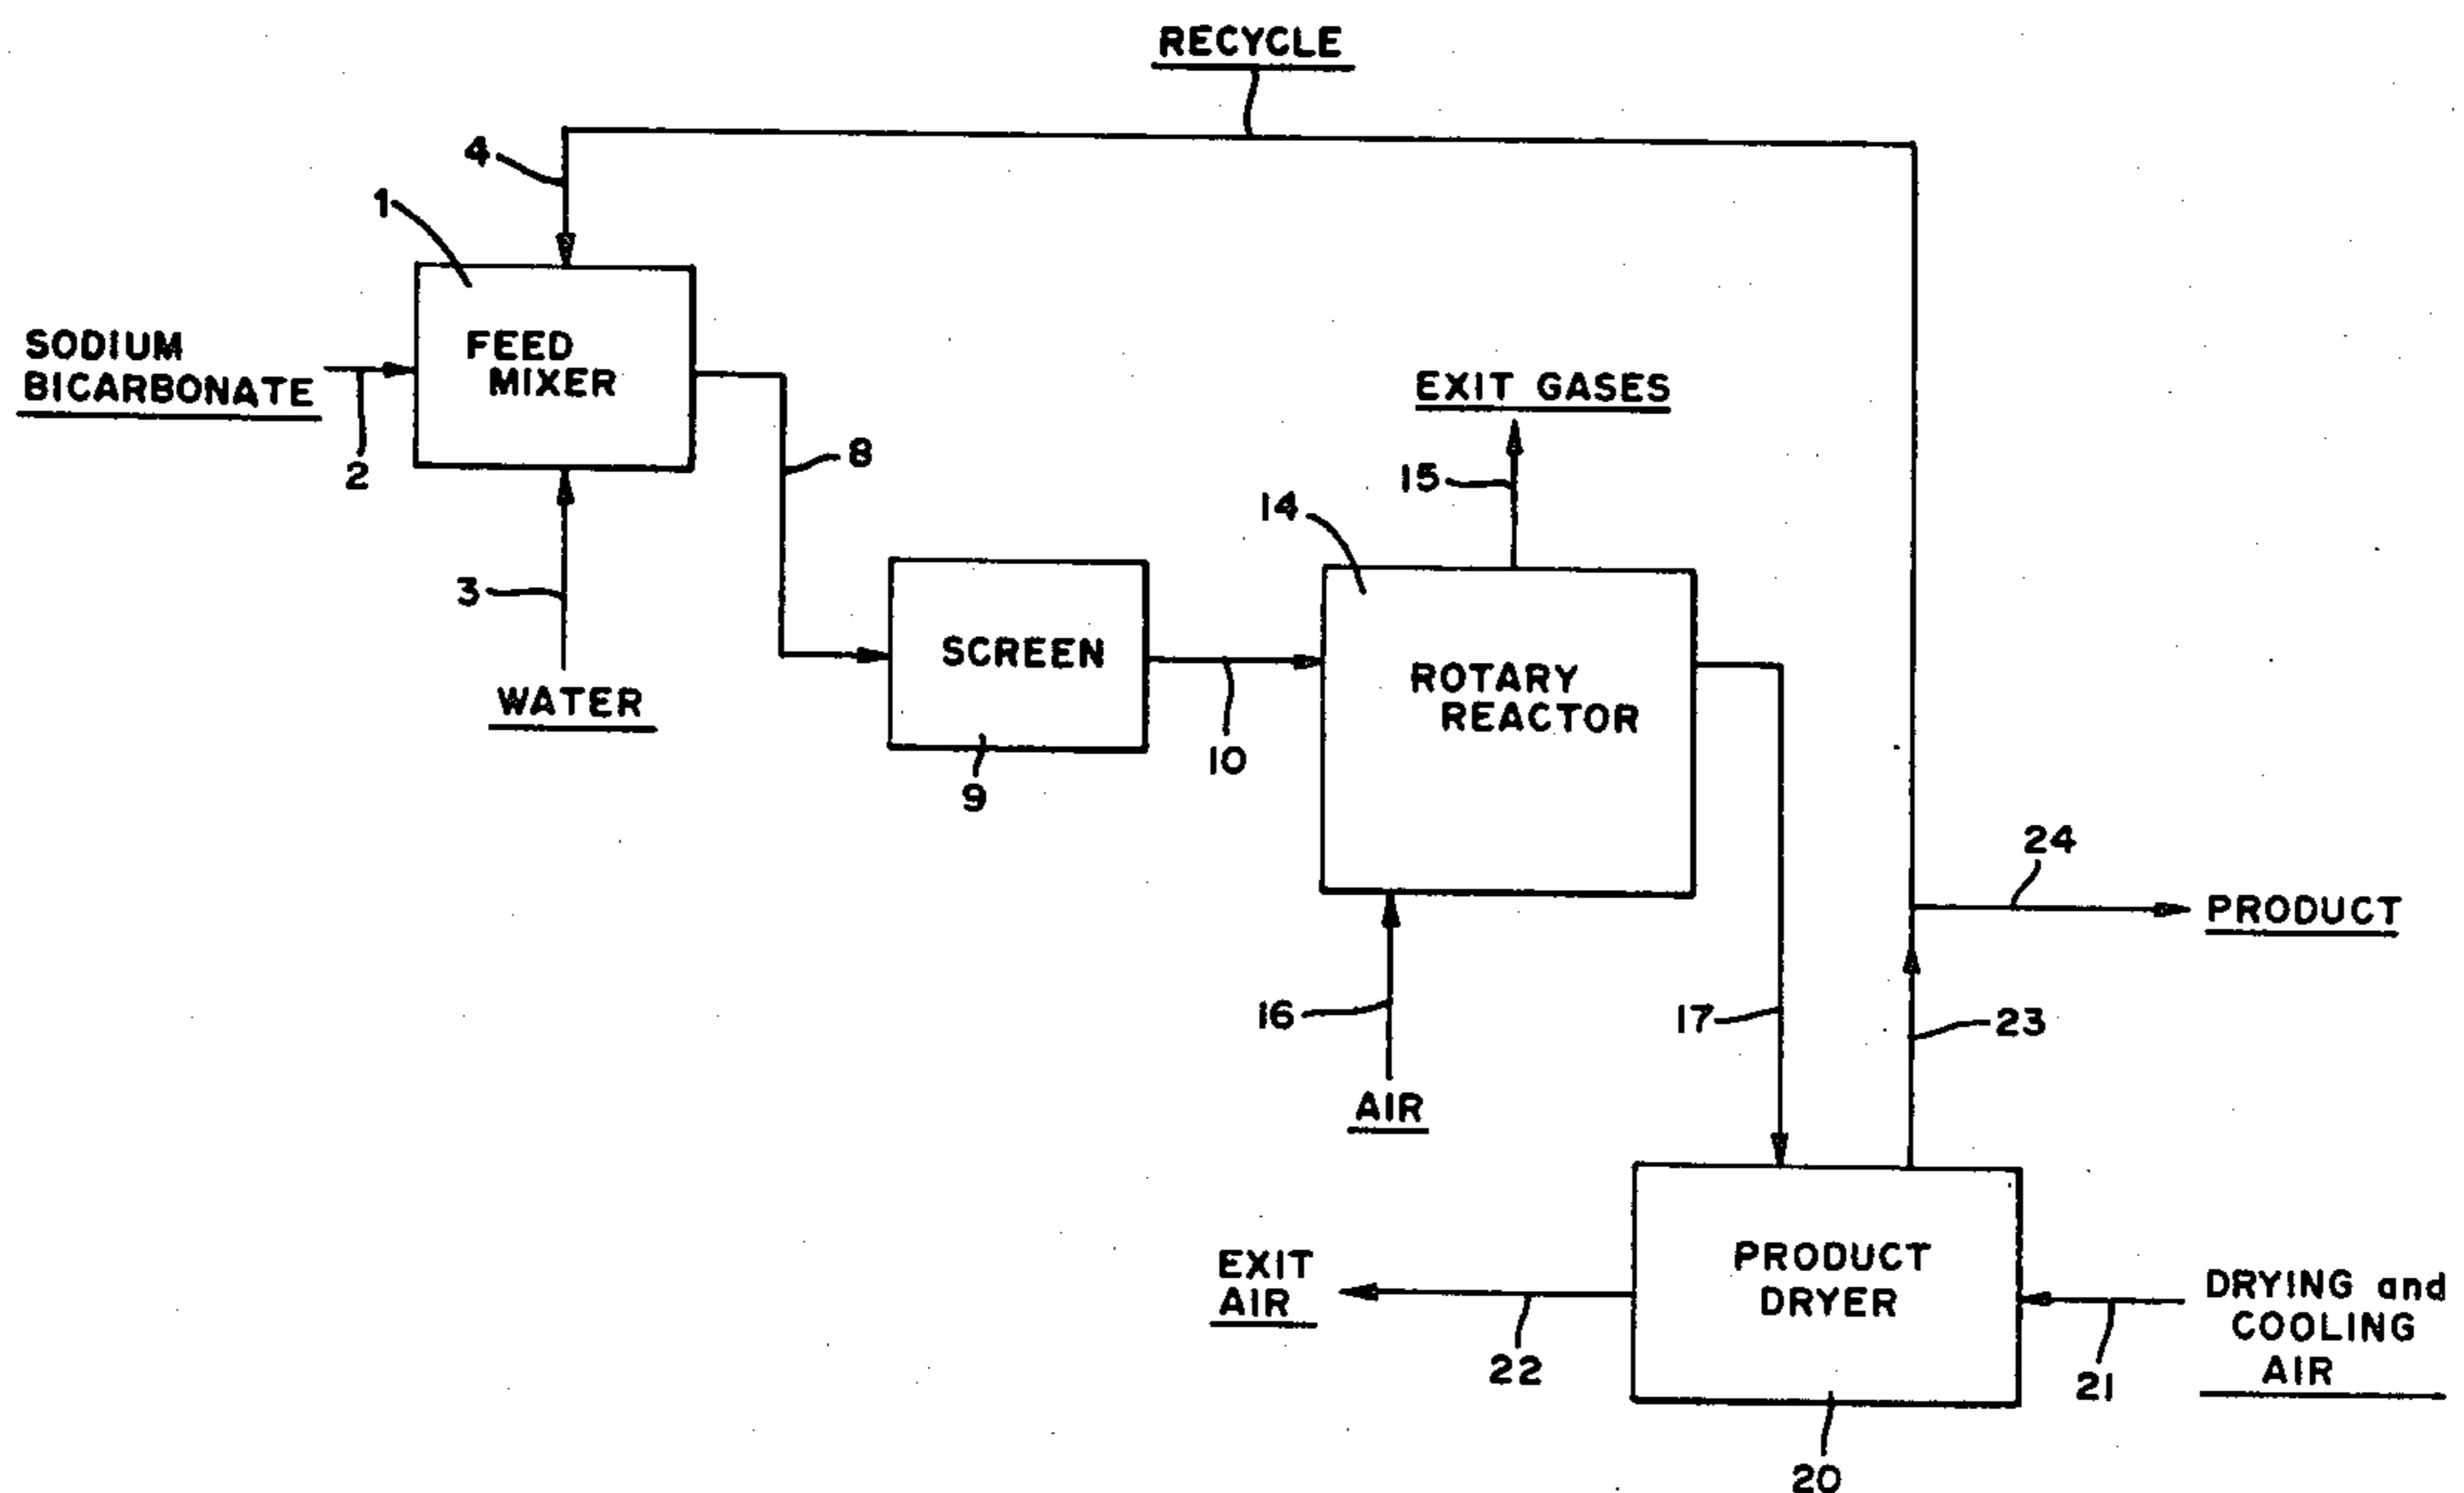 RECYCLE
4
1
SODIUM
BICARBONATE
2
FEED
MIXER
8
3
WATER
SCREEN
9
10
EXIT GASES
15
14
ROTARY
REACTOR
16
AIR
17
23
24
PRODUCT
EXIT
AIR
22
PRODUCT
DRYER
20
DRYING and
COOLING
AIR
21